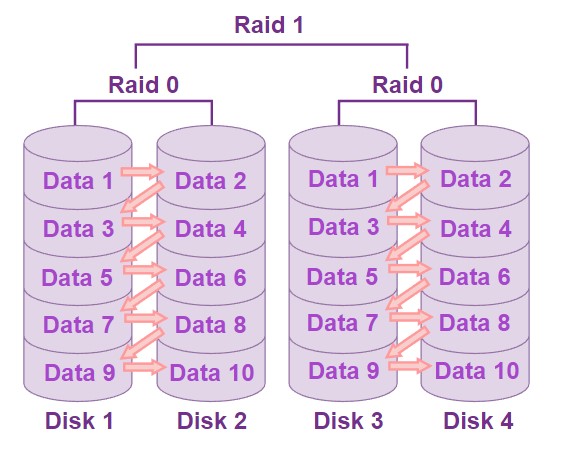 Raid 1
Raid 0 Raid 0
Data 1 Data 2 Data 1 Data 2
Data 3 Data 4 Data 3 Data 4
Data 5 Data 6 Data 5 Data 6
Data 7 Data 8 Data 7 Data 8
Data 9 Data 10 Data 9 Data 10
Disk 1 Disk 2 Disk 3 Disk 4